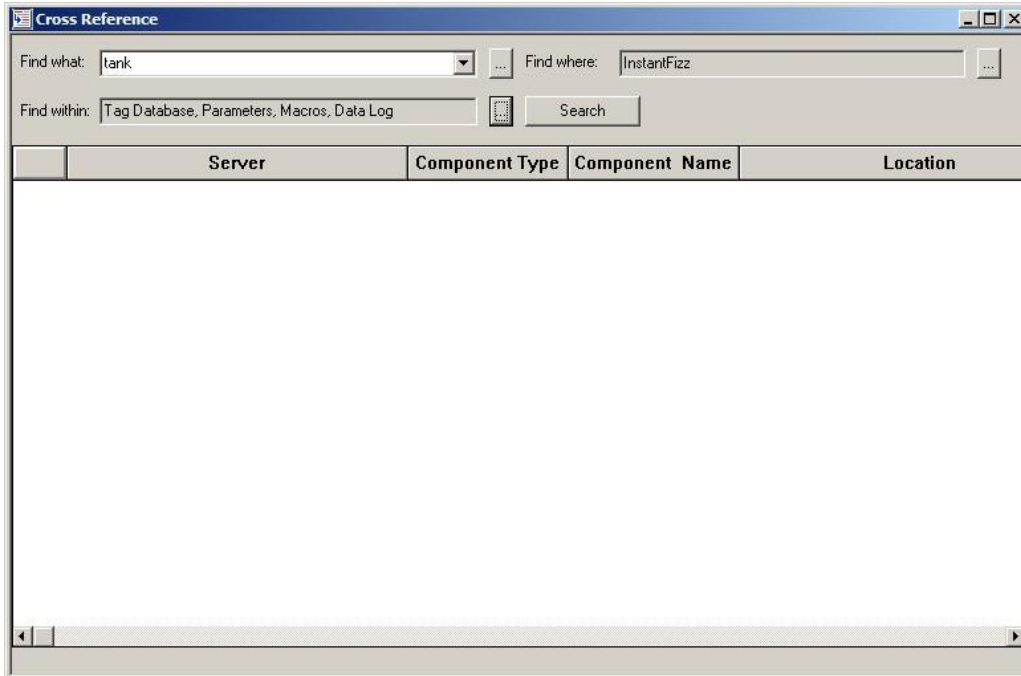 Cross Reference
Find what: tank ... Find where: InstantFizz ...
Find within: Tag Database, Parameters, Macros, Data Log ... Search
Server Component Type Component Name Location